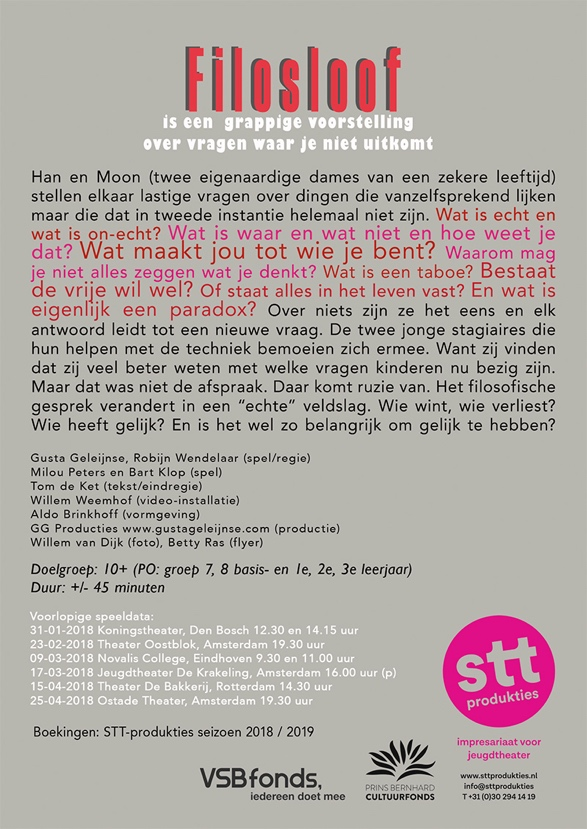 Filosloof
is een grappige voorstelling
over vragen waar je niet uitkomt
Han en Moon (twee eigenaardige dames van een zekere leeftijd)
stellen elkaar lastige vragen over dingen die vanzelfsprekend lijken
maar die dat in tweede instantie helemaal niet zijn. Wat is echt en
wat is on-echt? Wat is waar en wat niet en hoe weet je
dat? Wat maakt jou tot wie je bent? Waarom mag
je niet alles zeggen wat je denkt? Wat is een taboe? Bestaat
de vrije wil wel? Of staat alles in het leven vast? En wat is
eigenlijk een paradox? Over niets zijn ze het eens en elk
antwoord leidt tot een nieuwe vraag. De twee jonge stagiaires die
hun helpen met de techniek bemoeien zich ermee. Want zij vinden
dat zij veel beter weten met welke vragen kinderen nu bezig zijn.
Maar dat was niet de afspraak. Daar komt ruzie van. Het filosofische
gesprek verandert in een “echte” veldslag. Wie wint, wie verliest?
Wie heeft gelijk? En is het wel zo belangrijk om gelijk te hebben?
Gusta Geleijnse, Robijn Wendelaar (spel/regie)
Milou Peters en Bart Klop (spel)
Tom de Ket (tekst/eindregie)
Willem Weemhof (video-installatie)
Aldo Brinkhoff (vormgeving)
GG Producties www.gustageleijnse.com (productie)
Willem van Dijk (foto), Betty Ras (flyer)
Doelgroep: 10+ (PO: groep 7, 8 basis- en 1e, 2e, 3e leerjaar)
Duur: +/- 45 minuten
Voorlopige speeldata:
31-01-2018 Koningstheater, Den Bosch 12.30 en 14.15 uur
23-02-2018 Theater Oostblok, Amsterdam 19.30 uur
09-03-2018 Novalis College, Eindhoven 9.30 en 11.00 uur
17-03-2018 Jeugdtheater De Krakeling, Amsterdam 16.00 uur (p)
15-04-2018 Theater De Bakkerij, Rotterdam 14.30 uur
25-04-2018 Ostade Theater, Amsterdam 19.30 uur
Boekingen: STT-produkties seizoen 2018 / 2019
stt
produkties
impresariaat voor
jeugdtheater
www.sttprodukties.nl
info@sttprodukties
T +31 (0)30 294 14 19
VSBfonds,
iedereen doet mee
PRINS BERNHARD
CULTUURFONDS